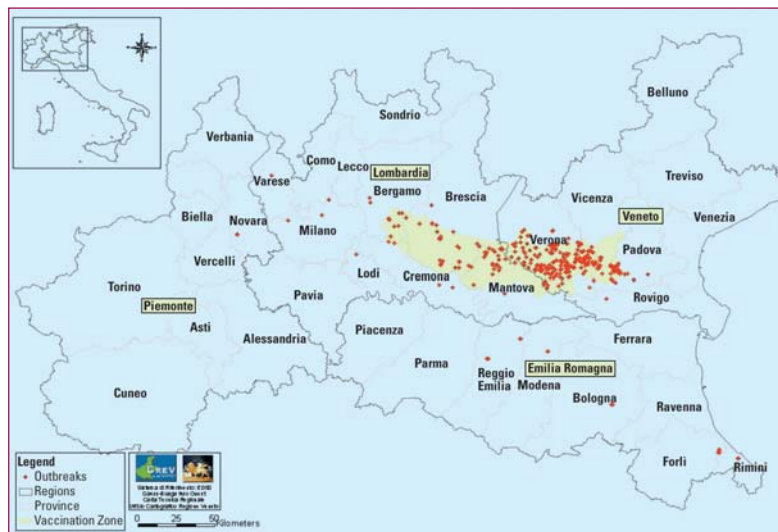 Belluno
Sondrio
Verbania
Como
Lecco
Lombardia
Treviso
Varese
Bergamo
Brescia
Vicenza
Biella
Novara
Veneto
Venezia
Milano
Verona
Padova
Vercelli
Lodi
Cremona
Torino
Mantova
Rovigo
Pavia
Piemonte
Asti
Piacenza
Alessandria
Ferrara
Parma
Reggio
Emilia
Emilia Romagna
Modena
Cuneo
Bologna
Ravenna
Forlì
Rimini
Legend
Outbreaks
Regions
Province
Vaccination Zone
CREV
0 25 50
Kilometers